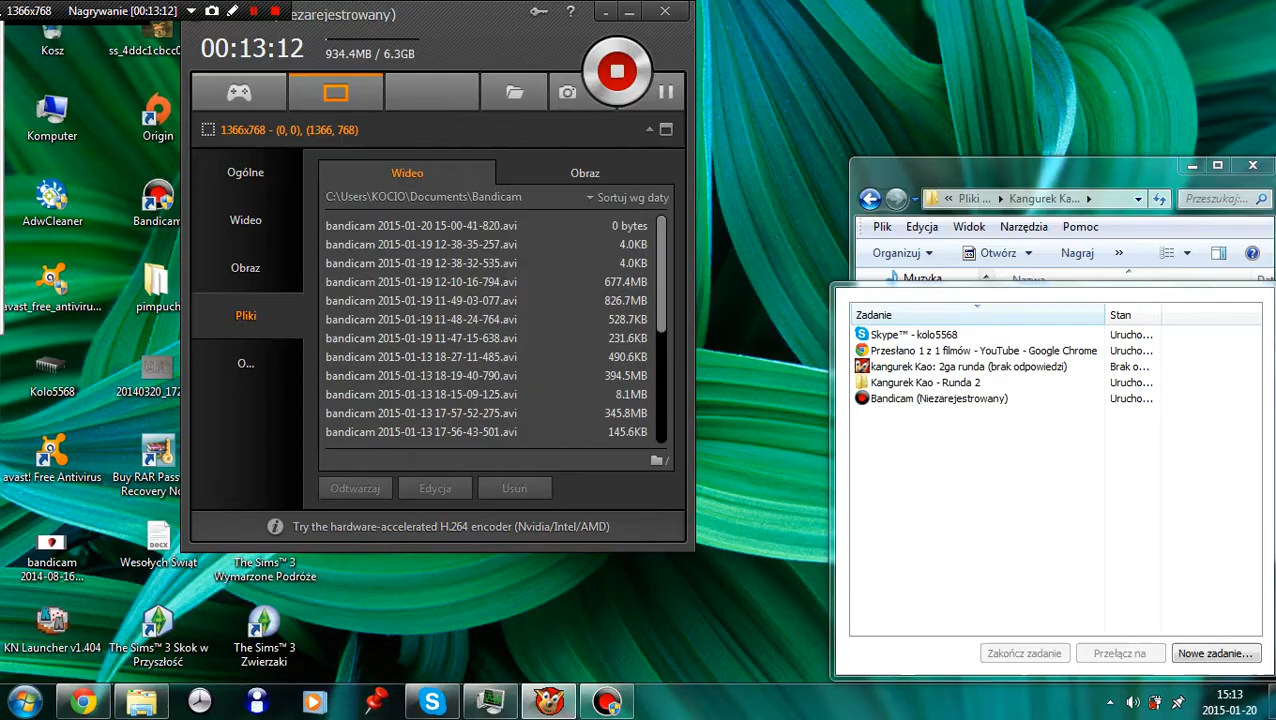 1366x768 Nagrywanie [00:13:12]
iezarejestrowany)
?
00:13:12
934.4MB / 6.3GB
1366x768 - (0, 0), (1366, 768)
Ogólne
Wideo
Obraz
Pliki
O...
Wideo Obraz
C:\Users\KOCIO\Documents\Bandicam Sortuj wg daty
bandicam 2015-01-20 15-00-41-820.avi 0 bytes
bandicam 2015-01-19 12-38-35-257.avi 4.0KB
bandicam 2015-01-19 12-38-32-535.avi 4.0KB
bandicam 2015-01-19 12-10-16-794.avi 677.4MB
bandicam 2015-01-19 11-49-03-077.avi 826.7MB
bandicam 2015-01-19 11-48-24-764.avi 528.7KB
bandicam 2015-01-19 11-47-15-638.avi 231.6KB
bandicam 2015-01-13 18-27-11-485.avi 490.6KB
bandicam 2015-01-13 18-19-40-790.avi 394.5MB
bandicam 2015-01-13 18-15-09-125.avi 8.1MB
bandicam 2015-01-13 17-57-52-275.avi 345.8MB
bandicam 2015-01-13 17-56-43-501.avi 145.6KB
Odtwarzaj Edycja Usuń
Try the hardware-accelerated H.264 encoder (Nvidia/Intel/AMD)
Kosz
ss_4ddc1cbcc0
Komputer
Origin
AdwCleaner
Bandicam
avast_free_antiviru...
pimpuch
Kolo5568
20140320_172
avast! Free Antivirus
Buy RAR Pass
Recovery No
bandicam
2014-08-16...
Wesołych Świąt
The Sims™ 3
Wymarzone Podróże
KN Launcher v1.404
The Sims™ 3 Skok w
Przyszłość
The Sims™ 3
Zwierzaki
« Pliki ... Kangurek Ka... Przeszukaj:
Plik Edycja Widok Narzędzia Pomoc
Organizuj Otwórz Nagraj »
Muzyka Nazwa
Zadanie Stan
Skype™ - kolo5568 Urucho...
Przesłano 1 z 1 filmów - YouTube - Google Chrome Urucho...
kangurek Kao: 2ga runda (brak odpowiedzi) Brak o...
Kangurek Kao - Runda 2 Urucho...
Bandicam (Niezarejestrowany) Urucho...
Zakończ zadanie Przełącz na Nowe zadanie...
15:13
2015-01-20